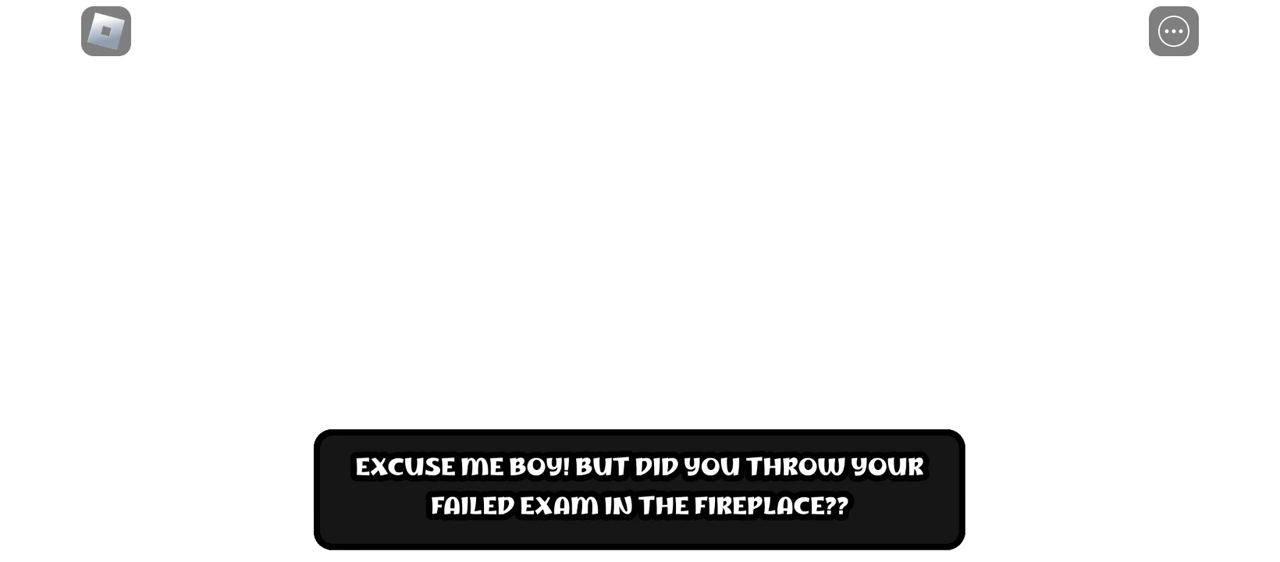 EXCUSE ME BOY! BUT DID YOU THROW YOUR
FAILED EXAM IN THE FIREPLACE??